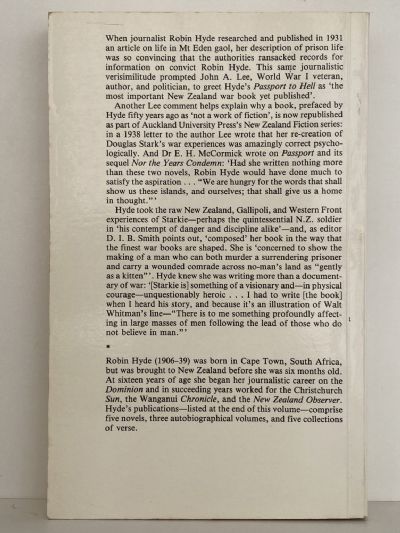 When journalist Robin Hyde researched and published in 1931
an article on life in Mt Eden gaol, her description of prison life
was so convincing that the authorities ransacked records for
information on convict Robin Hyde. This same journalistic
verisimilitude prompted John A. Lee, World War I veteran,
author, and politician, to greet Hyde's Passport to Hell as 'the
most important New Zealand war book yet published'.
Another Lee comment helps explain why a book, prefaced by
Hyde fifty years ago as 'not a work of fiction', is now republished
as part of Auckland University Press's New Zealand Fiction series:
in a 1938 letter to the author Lee wrote that her re-creation of
Douglas Stark's war experiences was amazingly correct psycho-
logically. And Dr E. H. McCormick wrote on Passport and its
sequel Nor the Years Condemn: 'Had she written nothing more
than these two novels, Robin Hyde would have done much to
satisfy the aspiration . . . "We are hungry for the words that shall
show us these islands, and ourselves; that shall give us a home
in thought."'
Hyde took the raw New Zealand, Gallipoli, and Western Front
experiences of Starkie—perhaps the quintessential N.Z. soldier
in 'his contempt of danger and discipline alike'—and, as editor
D. I. B. Smith points out, 'composed' her book in the way that
the finest war books are shaped. She is 'concerned to show the
making of a man who can both murder a surrendering prisoner
and carry a wounded comrade across no-man's land as "gently
as a kitten"'. Hyde knew she was writing more than a document-
ary of war: '[Starkie is] something of a visionary and—in physical
courage—unquestionably heroic . . . I had to write [the book]
when I heard his story, and because it's an illustration of Walt
Whitman's line—"There is to me something profoundly affect-
ing in large masses of men following the lead of those who do
not believe in man."'
*
Robin Hyde (1906–39) was born in Cape Town, South Africa,
but was brought to New Zealand before she was six months old.
At sixteen years of age she began her journalistic career on the
Dominion and in succeeding years worked for the Christchurch
Sun, the Wanganui Chronicle, and the New Zealand Observer.
Hyde's publications—listed at the end of this volume—comprise
five novels, three autobiographical volumes, and five collections
of verse.